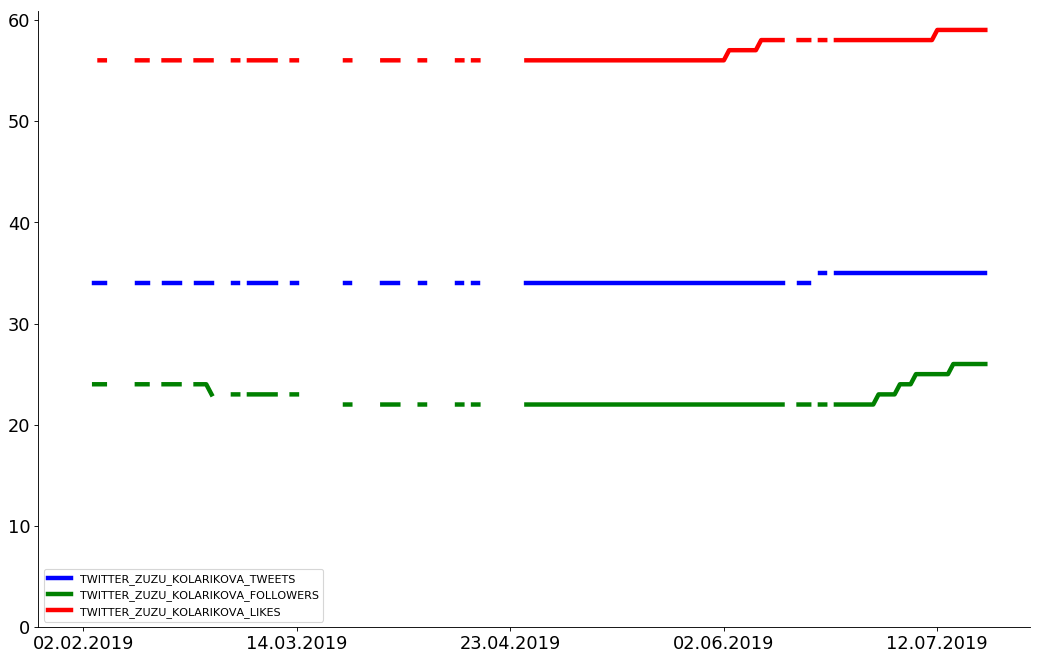 60
50
40
30
20
10
0
TWITTER_ZUZU_KOLARIKOVA_TWEETS
TWITTER_ZUZU_KOLARIKOVA_FOLLOWERS
TWITTER_ZUZU_KOLARIKOVA_LIKES
02.02.2019 14.03.2019 23.04.2019 02.06.2019 12.07.2019